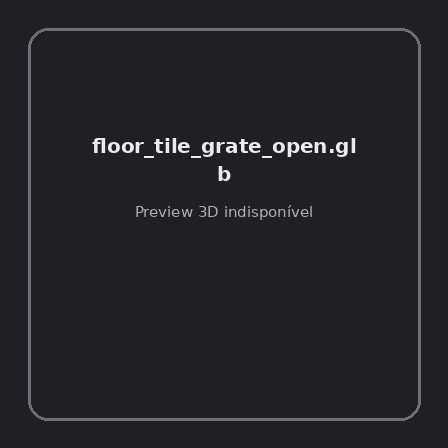 floor_tile_grate_open.gl
b
Preview 3D indisponível